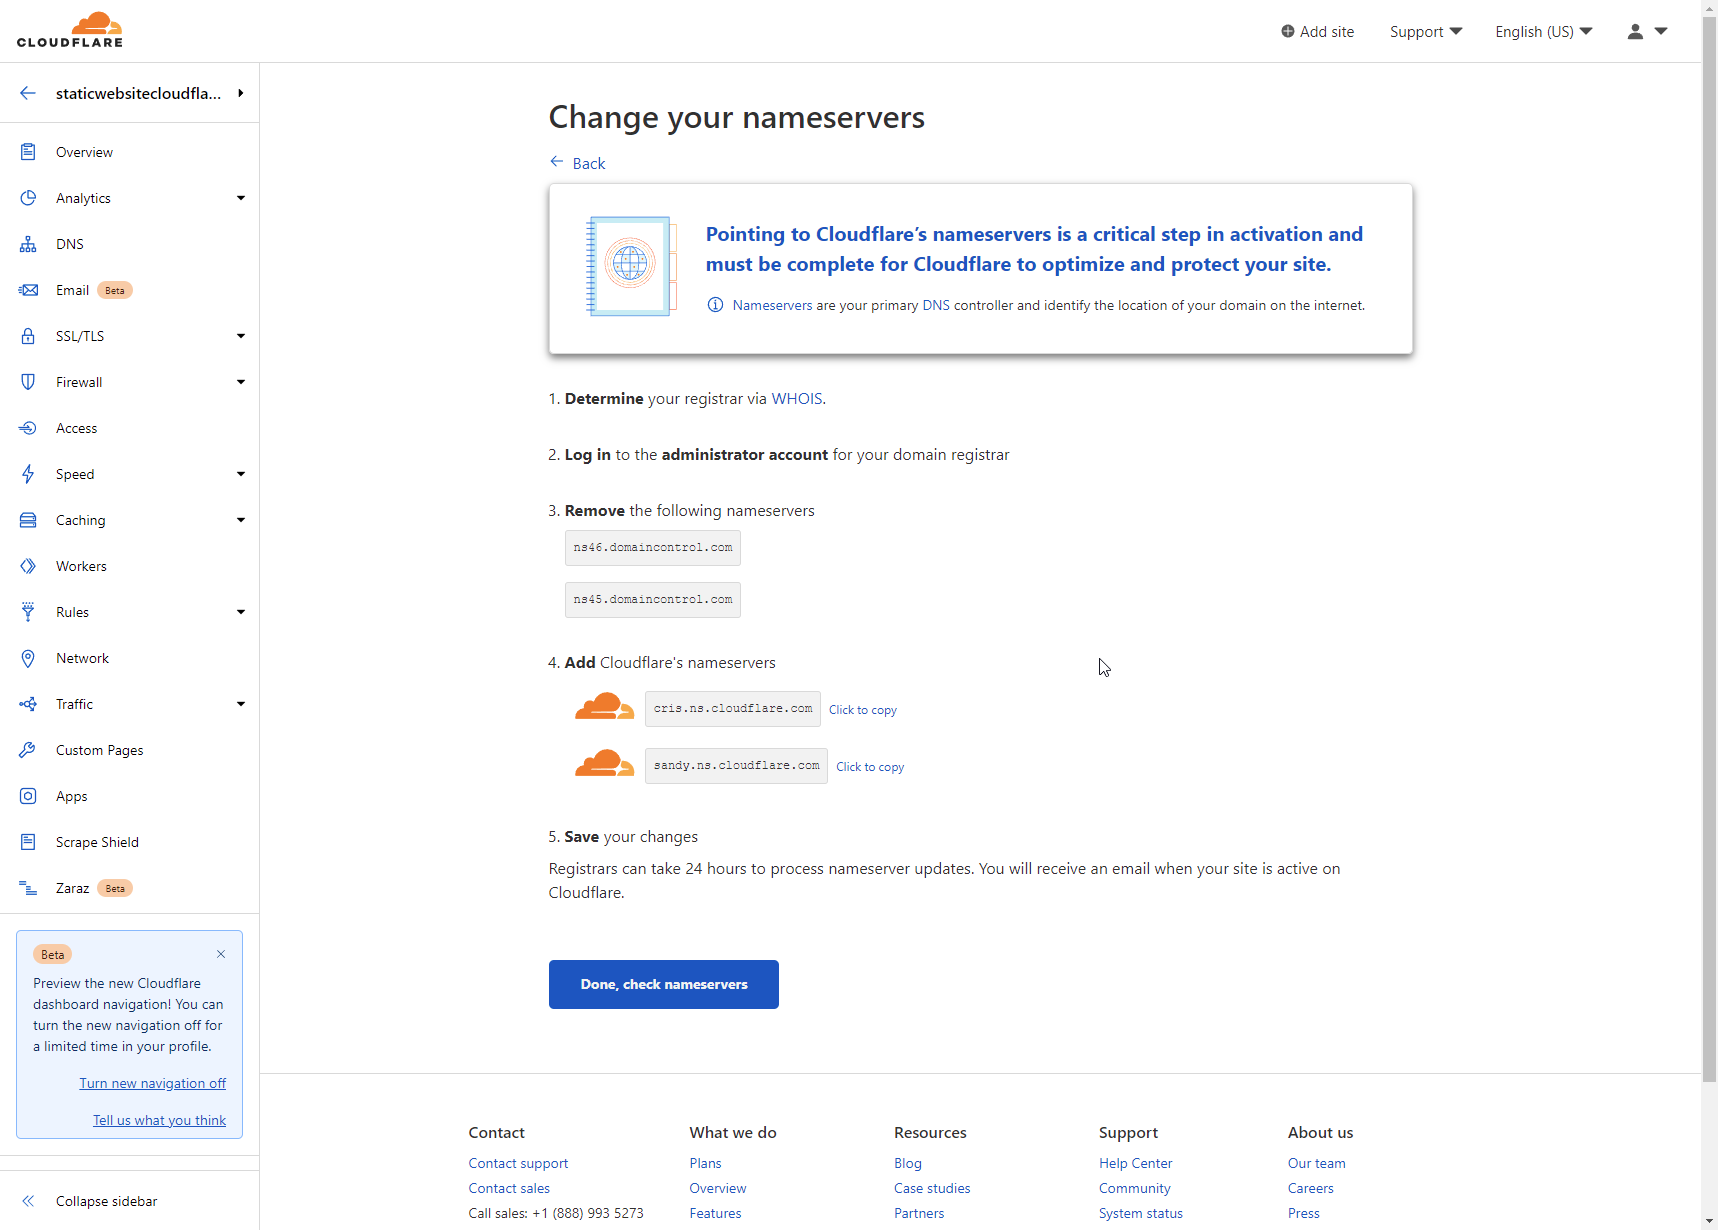 CLOUDFLARE
Add site
Support
English (US)
staticwebsitecloudfla...
Overview
Analytics
DNS
Email Beta
SSL/TLS
Firewall
Access
Speed
Caching
Workers
Rules
Network
Traffic
Custom Pages
Apps
Scrape Shield
Zaraz Beta
Beta
Preview the new Cloudflare
dashboard navigation! You can
turn the new navigation off for
a limited time in your profile.
Turn new navigation off
Tell us what you think
Collapse sidebar
Change your nameservers
Back
Pointing to Cloudflare’s nameservers is a critical step in activation and
must be complete for Cloudflare to optimize and protect your site.
Nameservers are your primary DNS controller and identify the location of your domain on the internet.
1. Determine your registrar via WHOIS.
2. Log in to the administrator account for your domain registrar
3. Remove the following nameservers
ns46.domaincontrol.com
ns45.domaincontrol.com
4. Add Cloudflare's nameservers
cris.ns.cloudflare.com Click to copy
sandy.ns.cloudflare.com Click to copy
5. Save your changes
Registrars can take 24 hours to process nameserver updates. You will receive an email when your site is active on
Cloudflare.
Done, check nameservers
Contact
Contact support
Contact sales
Call sales: +1 (888) 993 5273
What we do
Plans
Overview
Features
Resources
Blog
Case studies
Partners
Support
Help Center
Community
System status
About us
Our team
Careers
Press